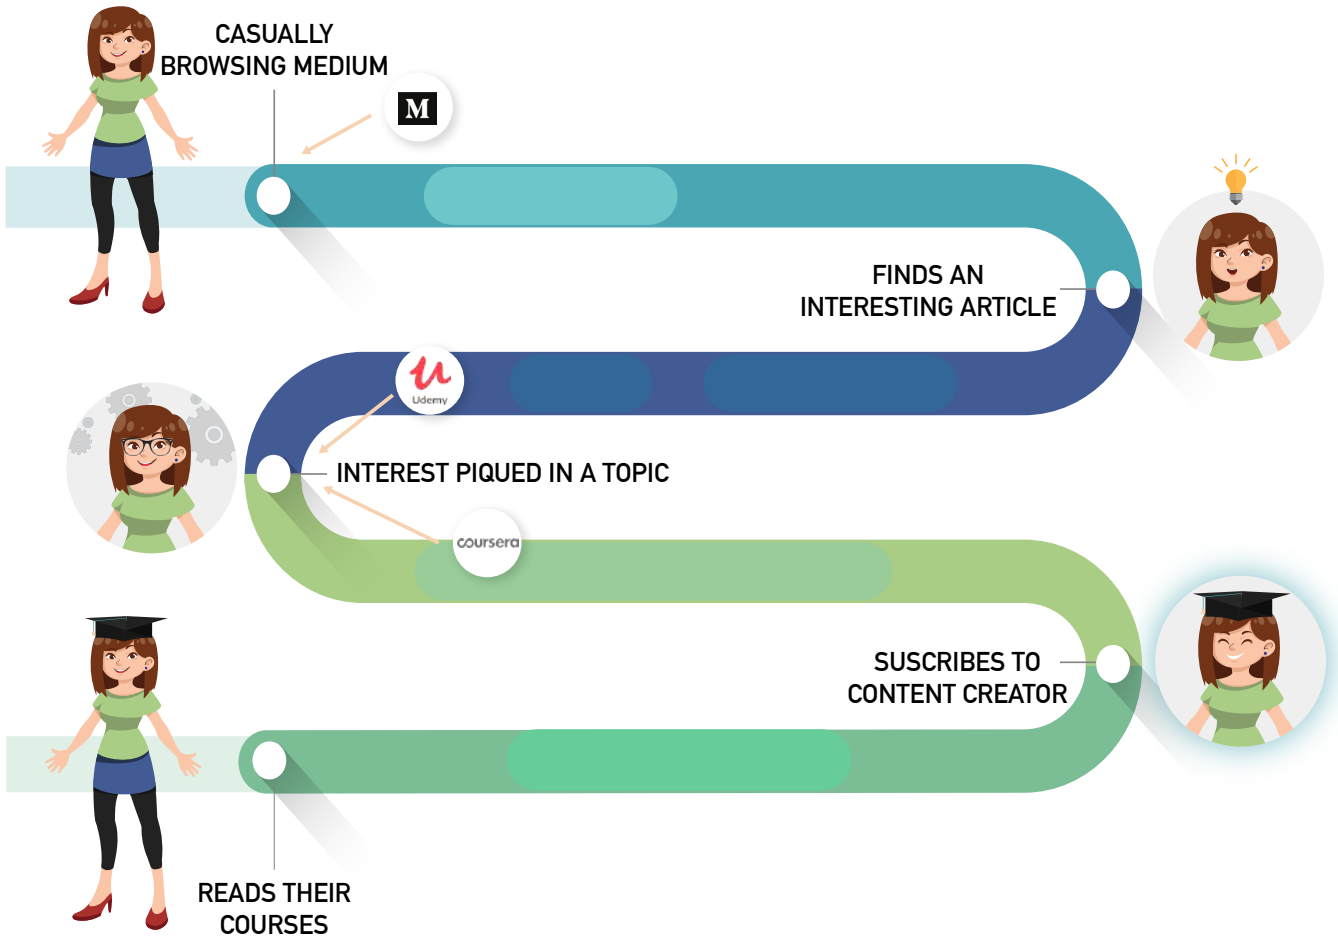 CASUALLY
BROWSING MEDIUM
M
FINDS AN
INTERESTING ARTICLE
Udemy
INTEREST PIQUED IN A TOPIC
coursera
SUSCRIBES TO
CONTENT CREATOR
READS THEIR
COURSES